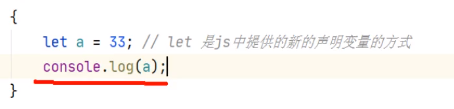 {
let a = 33; // let 是js中提供的新的声明变量的方式
console.log(a);
}